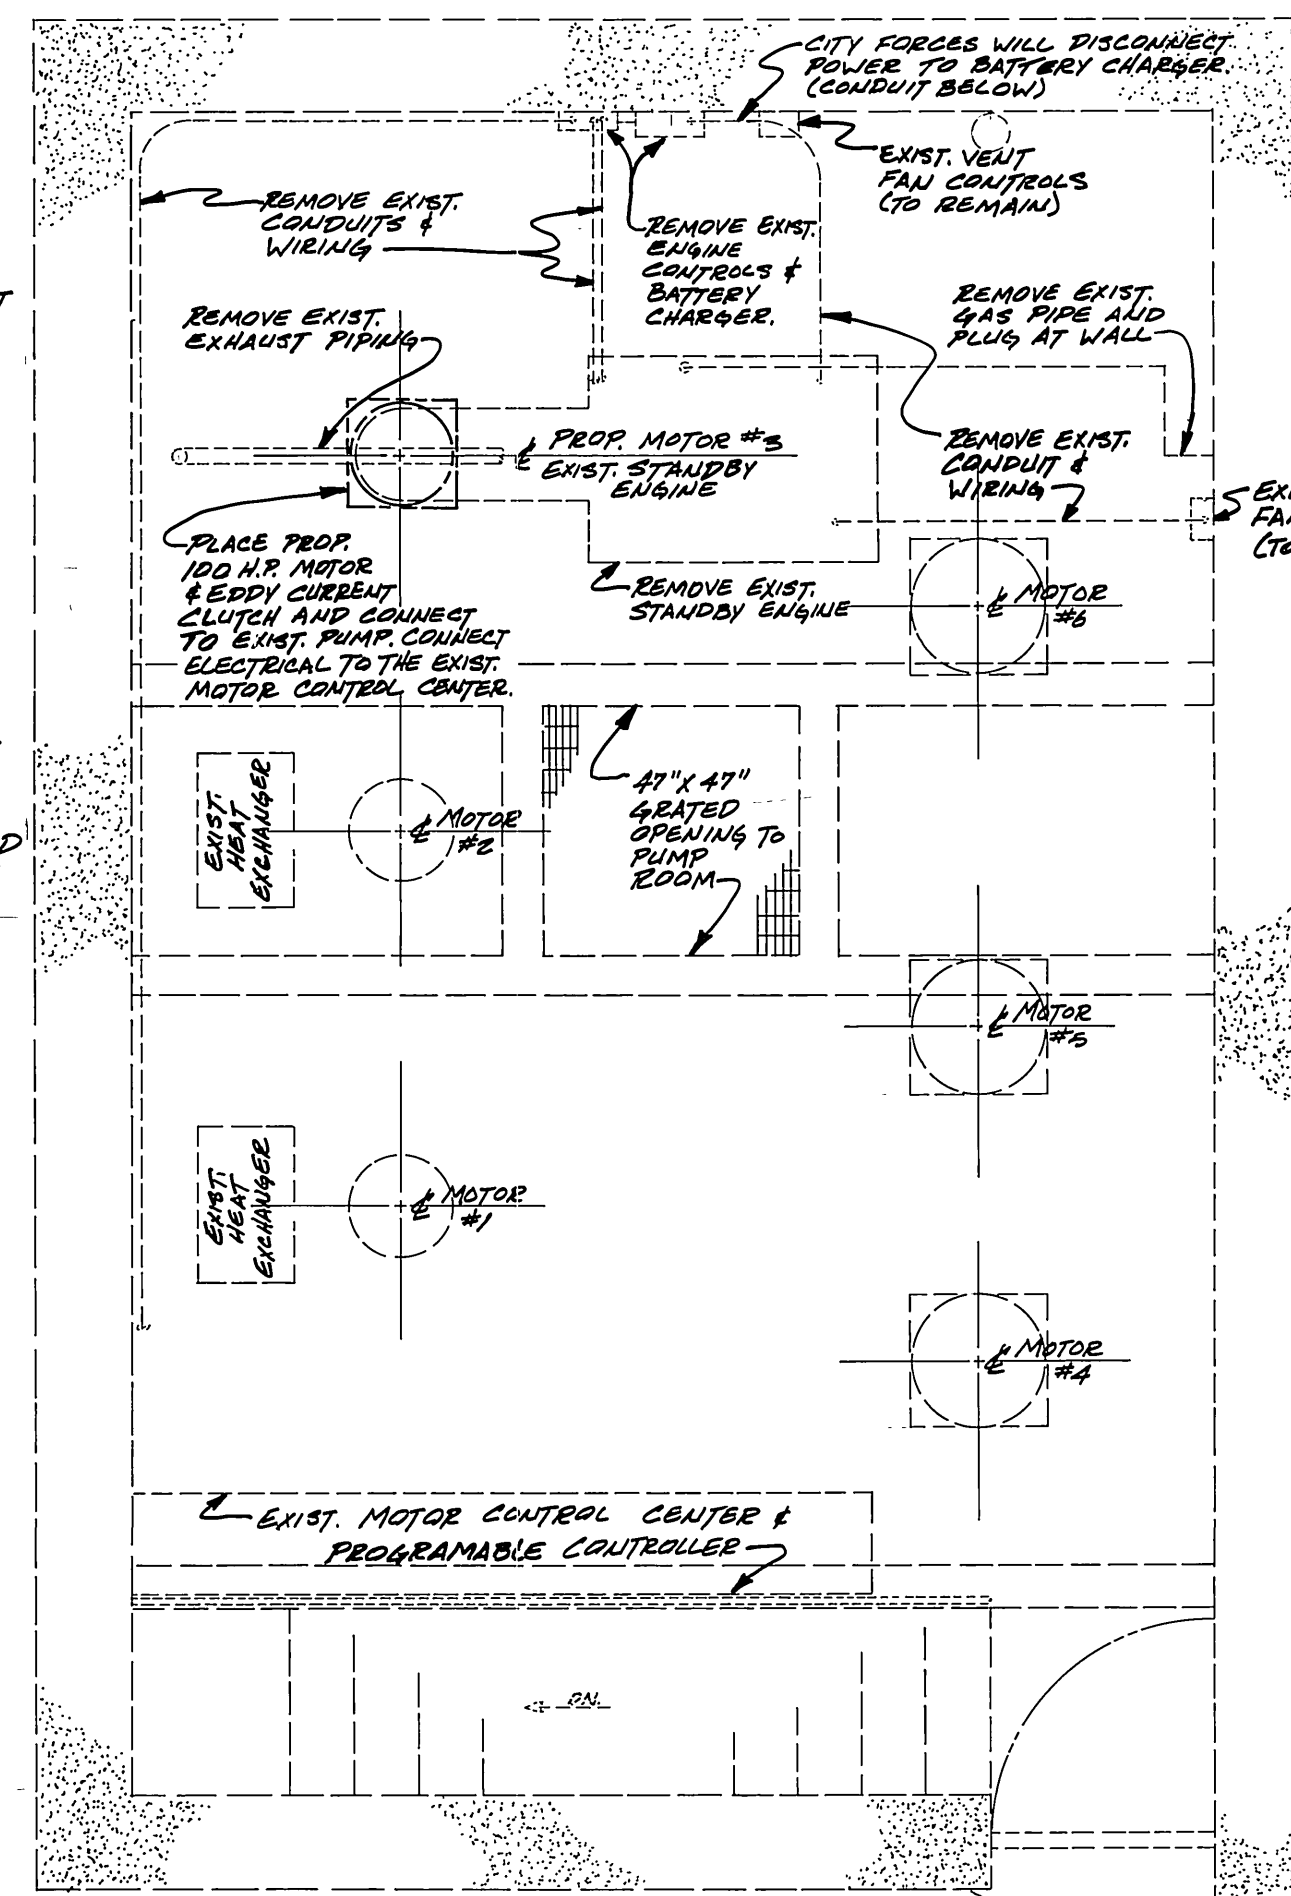 CITY FORCES WILL DISCONNECT
POWER TO BATTERY CHARGER.
(CONDUIT BELOW)
EXIST. VENT
FAN CONTROLS
(TO REMAIN)
REMOVE EXIST.
CONDUITS &
WIRING
REMOVE EXIST.
ENGINE
CONTROLS &
BATTERY
CHARGER.
REMOVE EXIST.
GAS PIPE AND
PLUG AT WALL
REMOVE EXIST.
EXHAUST PIPING
℄ PROP. MOTOR #3
EXIST. STANDBY
ENGINE
REMOVE EXIST.
CONDUIT &
WIRING
PLACE PROP.
100 H.P. MOTOR
& EDDY CURRENT
CLUTCH AND CONNECT
TO EXIST. PUMP. CONNECT
ELECTRICAL TO THE EXIST.
MOTOR CONTROL CENTER.
REMOVE EXIST.
STANDBY ENGINE
℄ MOTOR
#6
EXIST.
HEAT
EXCHANGER
℄ MOTOR
#2
47" X 47"
GRATED
OPENING TO
PUMP
ROOM
℄ MOTOR
#5
EXIST.
HEAT
EXCHANGER
℄ MOTOR
#1
℄ MOTOR
#4
EXIST. MOTOR CONTROL CENTER &
PROGRAMABLE CONTROLLER
DN.